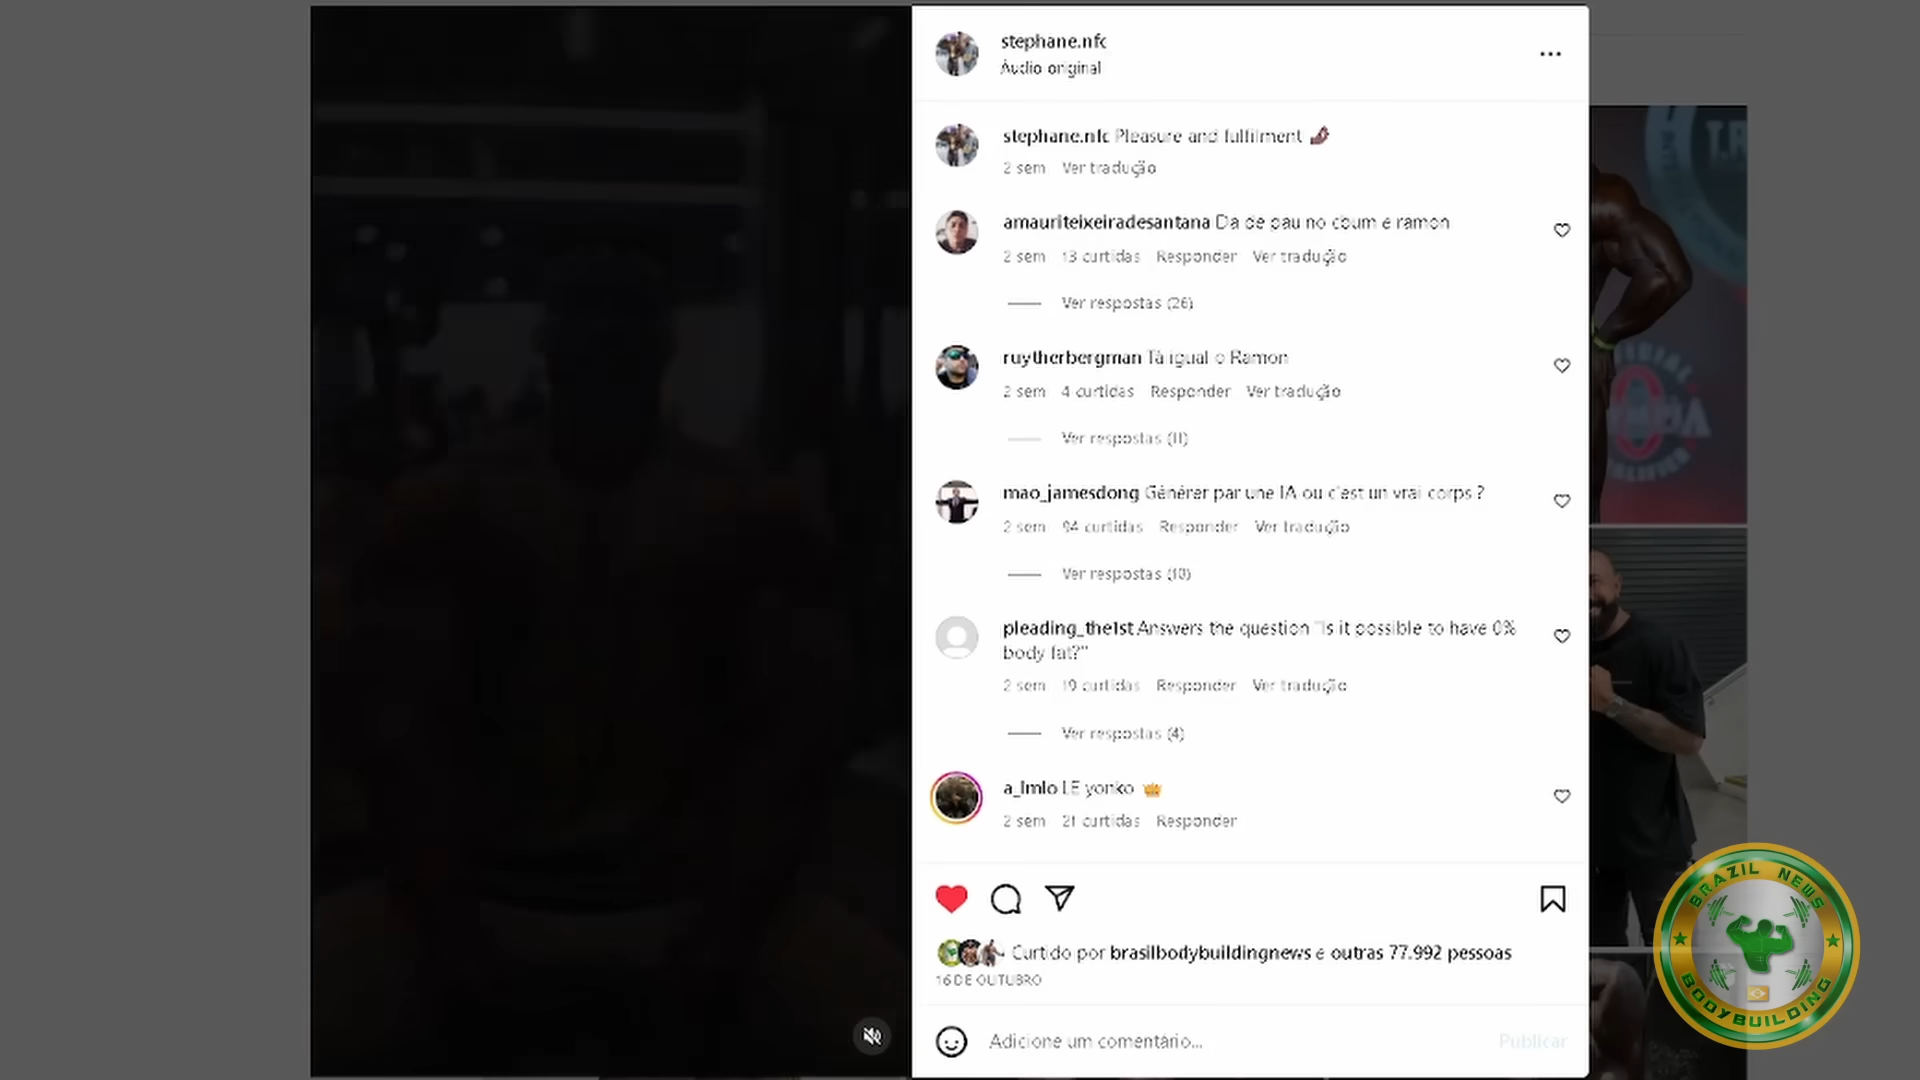 stephane.nfc
Áudio original
stephane.nfc Pleasure and fulfilment
2 sem Ver tradução
amauriteixeiradesantana Da de pau no cbum e ramon
2 sem 13 curtidas Responder Ver tradução
Ver respostas (26)
ruytherbergman Tá igual o Ramon
2 sem 4 curtidas Responder Ver tradução
Ver respostas (11)
mao_jamesdong Générer par une IA ou c'est un vrai corps ?
2 sem 94 curtidas Responder Ver tradução
Ver respostas (10)
pleading_the1st Answers the question "Is it possible to have 0%
body fat?"
2 sem 19 curtidas Responder Ver tradução
Ver respostas (4)
a_lmlo LE yonko
2 sem 21 curtidas Responder
Curtido por brasilbodybuildingnews e outras 77.992 pessoas
16 DE OUTUBRO
Adicione um comentário...
Publicar
T.R
BRAZIL NEWS
BODYBUILDING